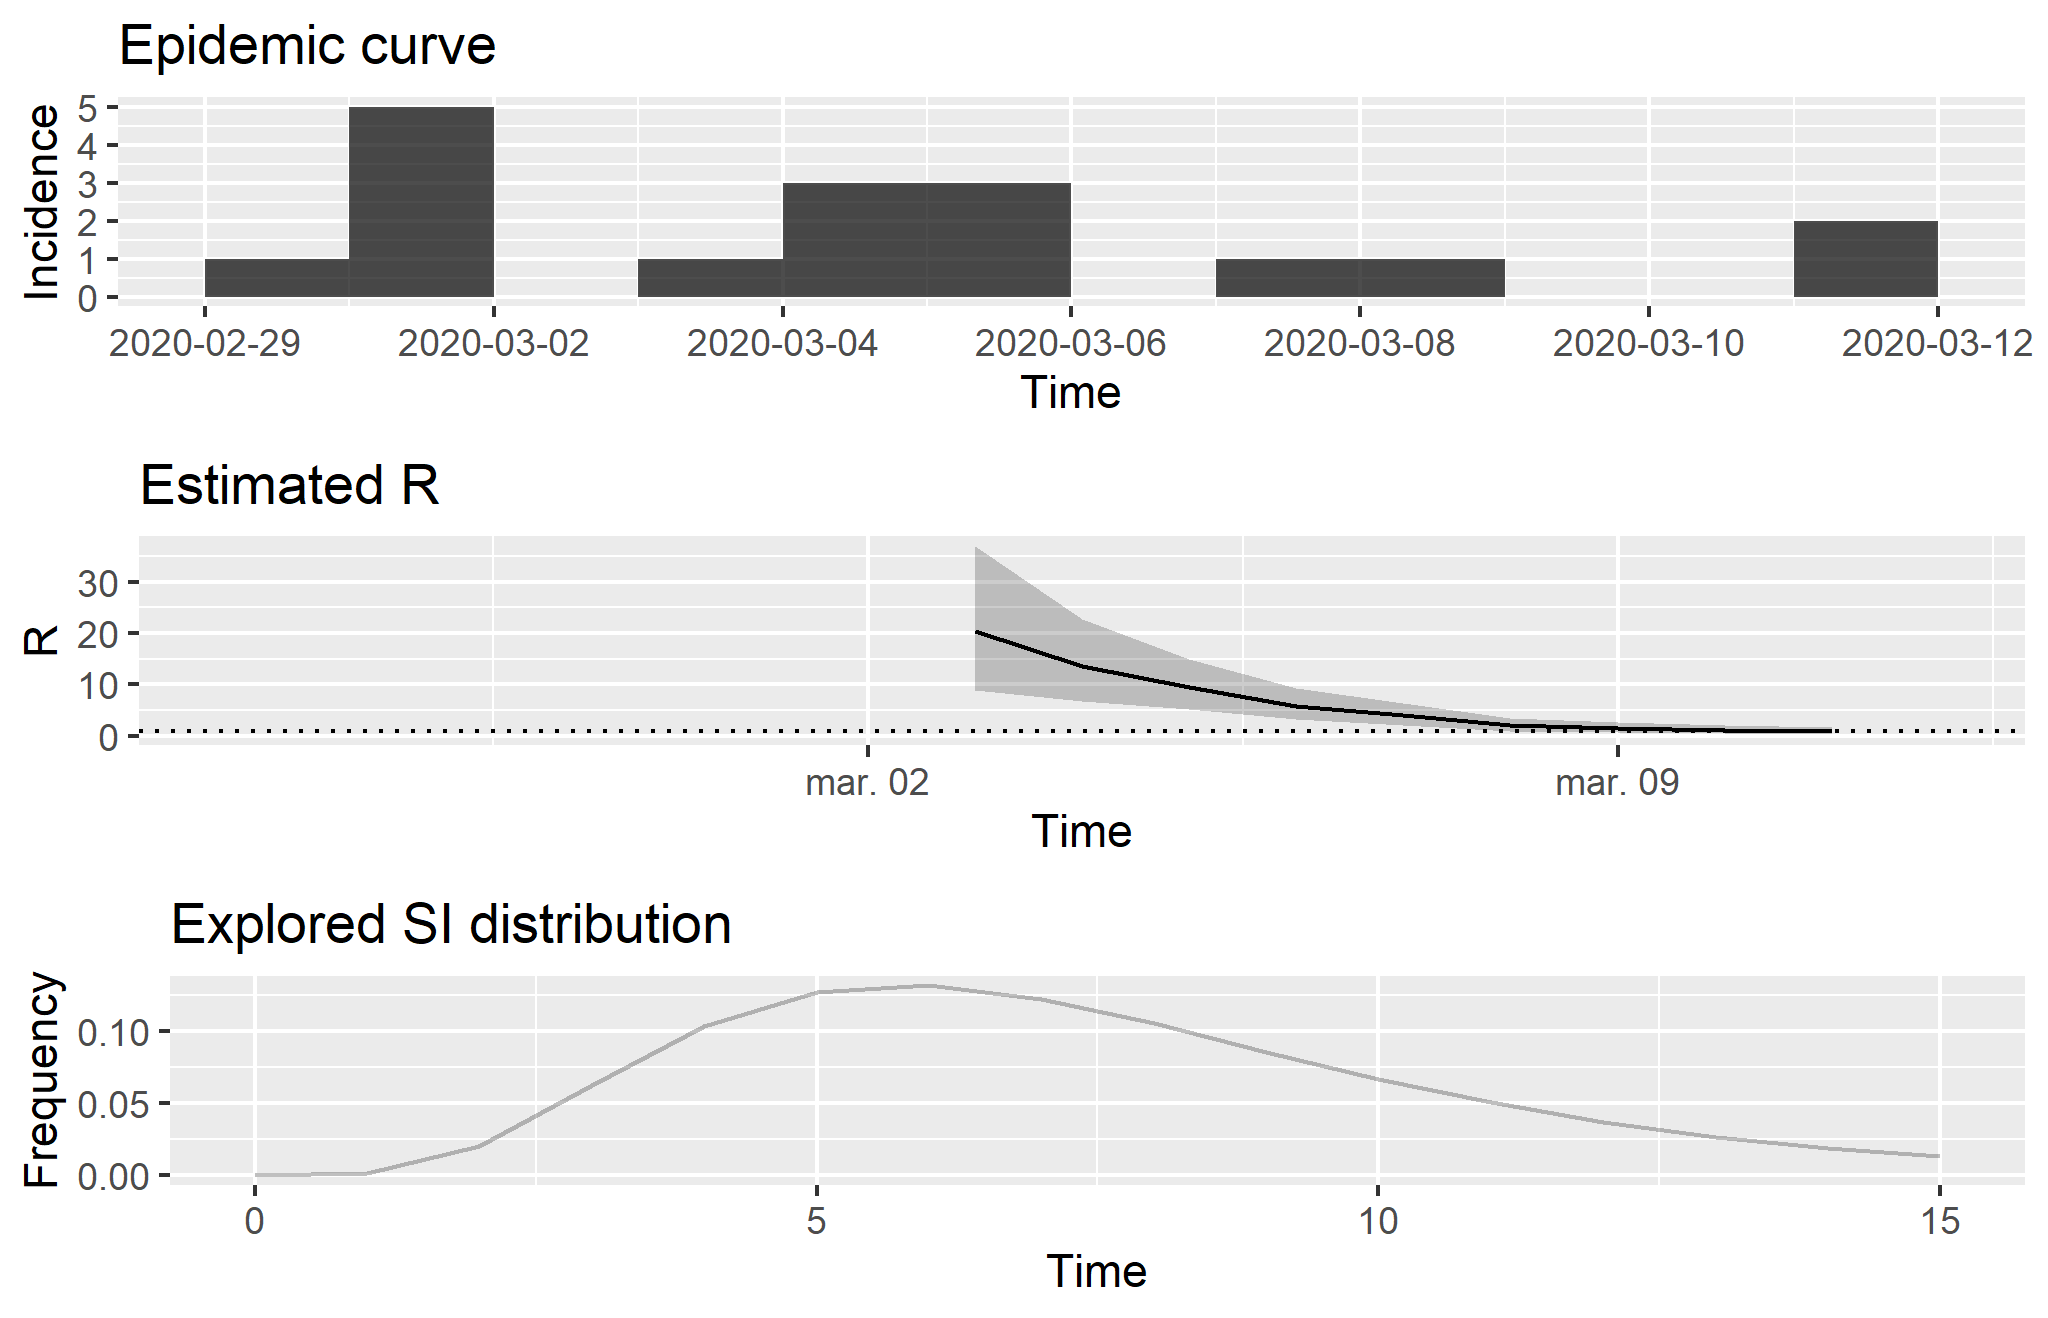 Epidemic curve
Incidence
5
4
3
2
1
0
2020-02-29 2020-03-02 2020-03-04 2020-03-06 2020-03-08 2020-03-10 2020-03-12
Time
Estimated R
R
30
20
10
0
mar. 02 mar. 09
Time
Explored SI distribution
Frequency
0.10
0.05
0.00
0 5 10 15
Time